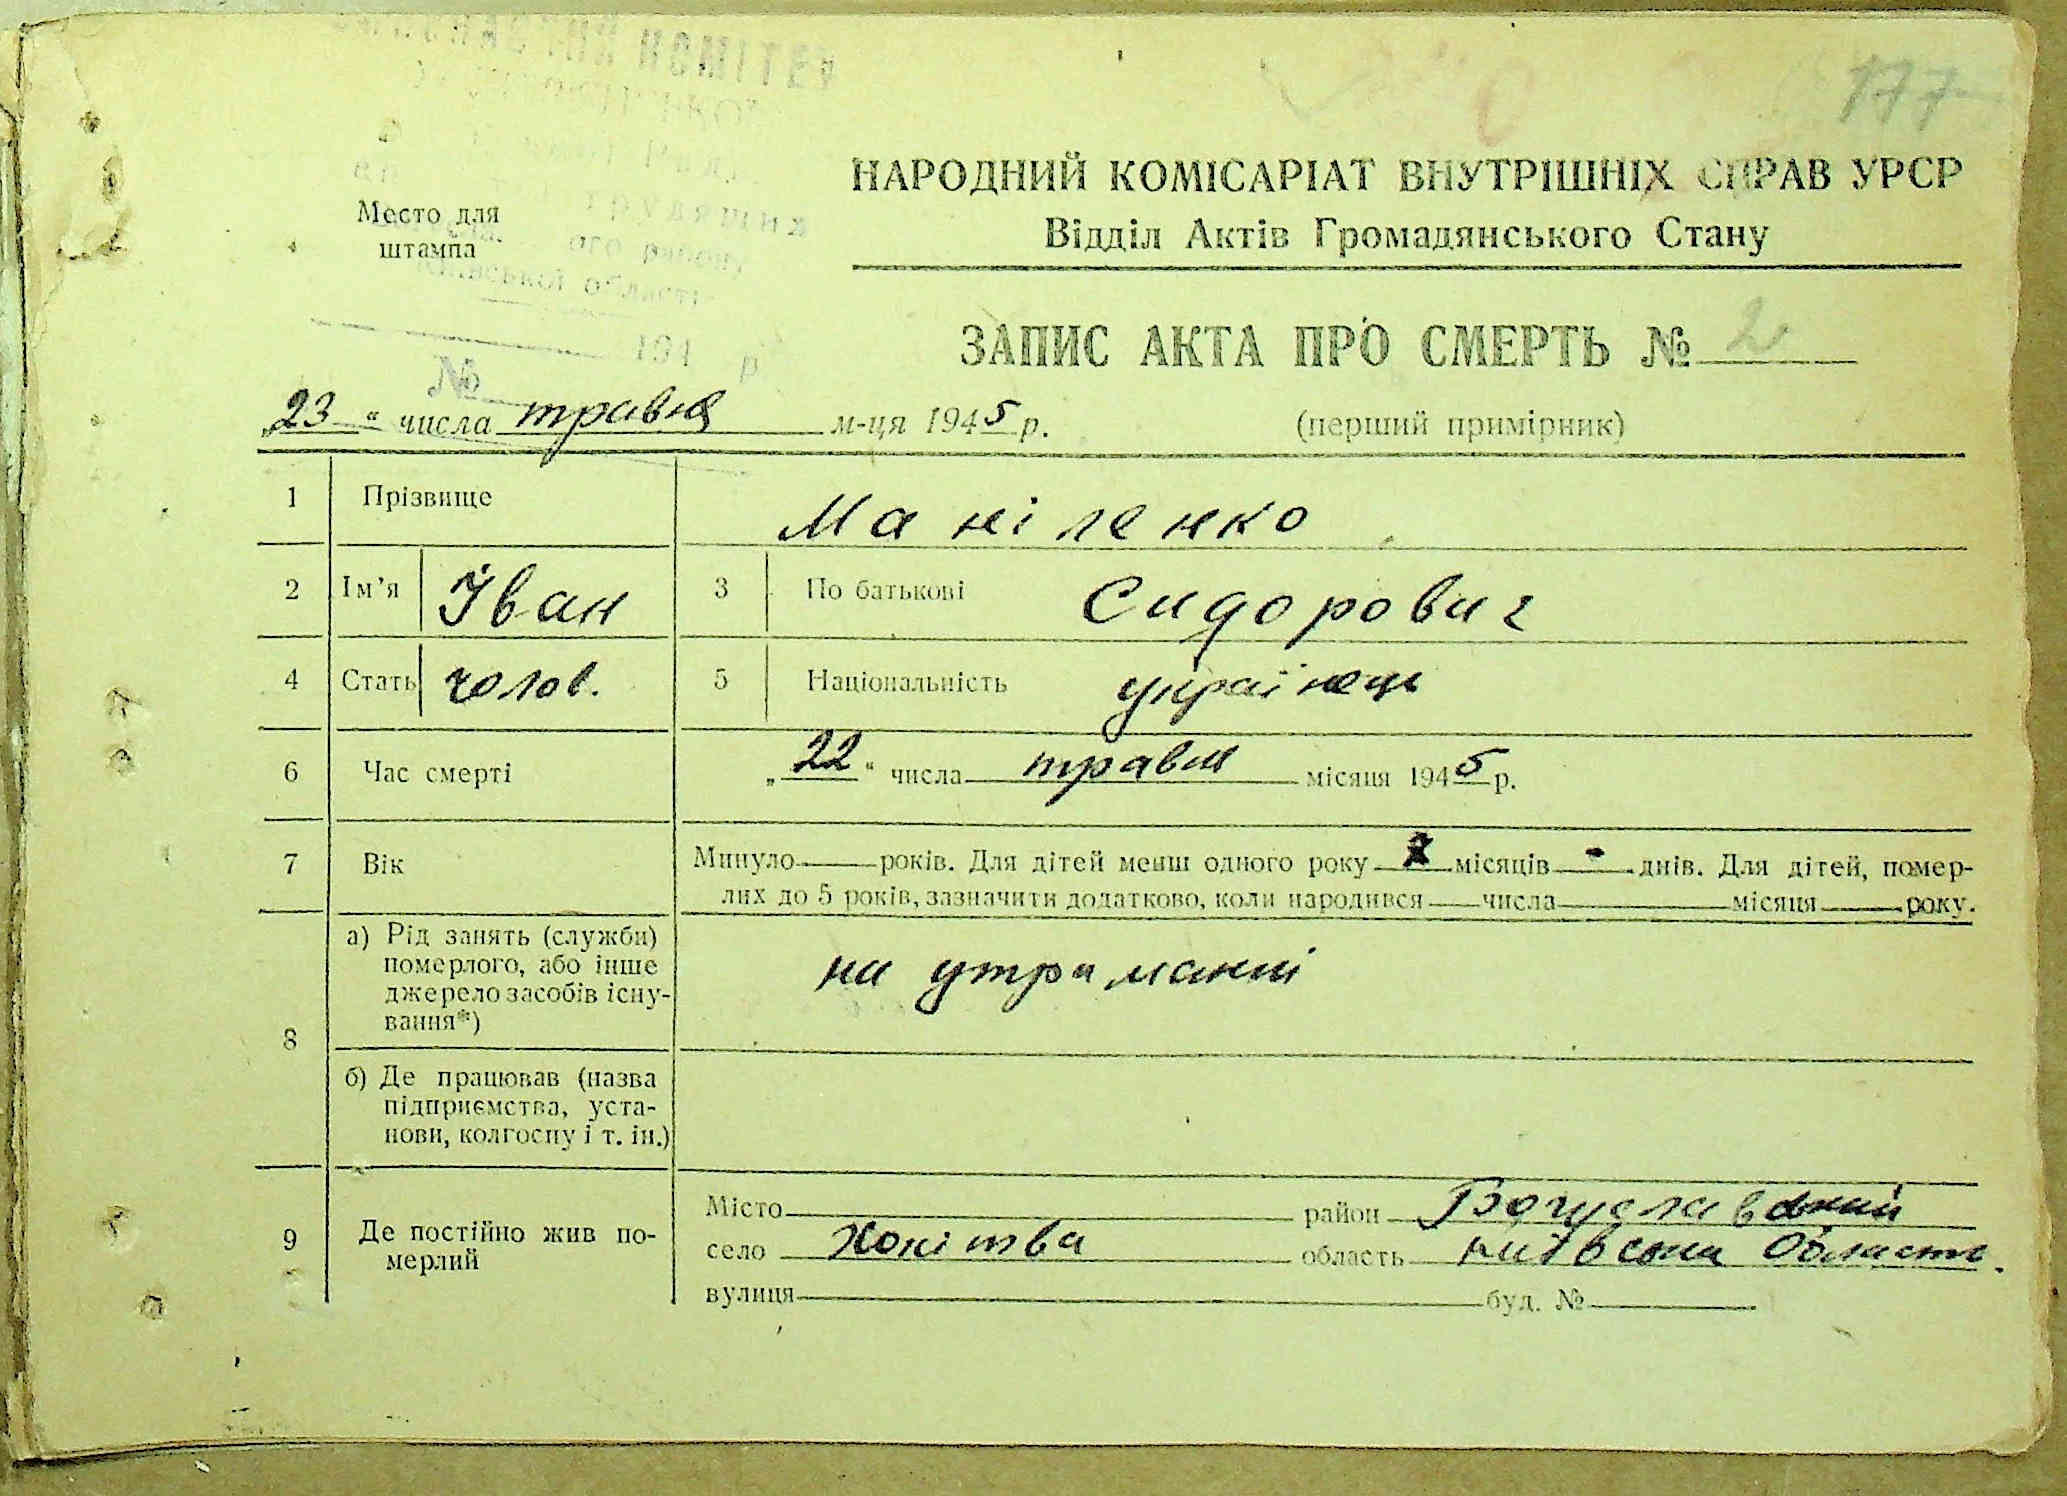 177
НАРОДНИЙ КОМІСАРІАТ ВНУТРІШНІХ СПРАВ УРСР
Відділ Актів Громадянського Стану
Место для
штампа
ЗАПИС АКТА ПРО СМЕРТЬ № 2
№ 194 р
„23“ числа травня м-ця 1945 р. (перший примірник)
1 Прізвище Маніленко
2 Ім’я Іван 3 По батькові Сидорович
4 Стать чолов. 5 Національність українець
6 Час смерті „22“ числа травня місяця 1945 р.
7 Вік Минуло років. Для дітей менш одного року місяців - днів. Для дітей, помер-
лих до 5 років, зазначити додатково, коли народився числа місяця року.
8 а) Рід занять (служби)
померлого, або інше
джерело засобів існу-
вання*)
на утриманні
б) Де працював (назва
підприємства, уста-
нови, колгоспу і т. ін.)
9 Де постійно жив по-
мерлий
Місто район Богуславський
село Хохітва область київська області.
вулиця буд. №